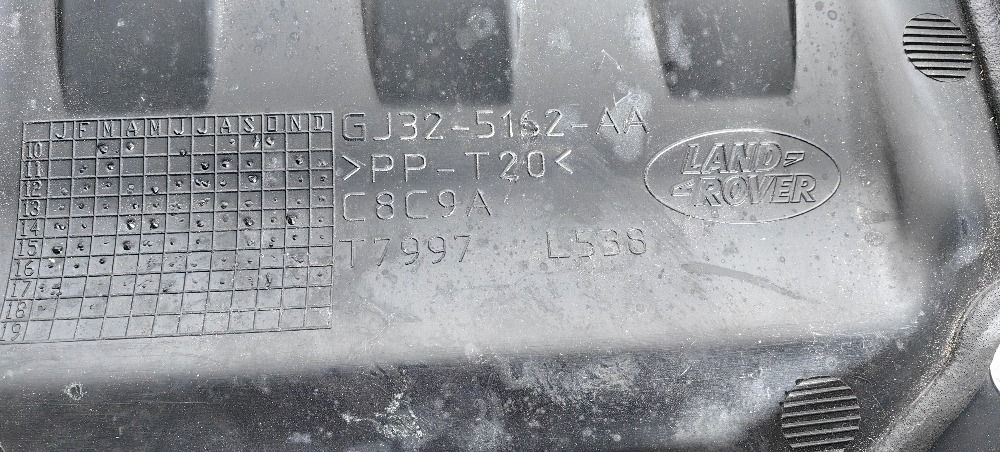 J F M A M J J A S O N D
10
11
12
13
14
15
16
17
18
19
GJ32-5162-AA
>PP-T20<
C8C9A
T7997 L538
LAND-
-ROVER